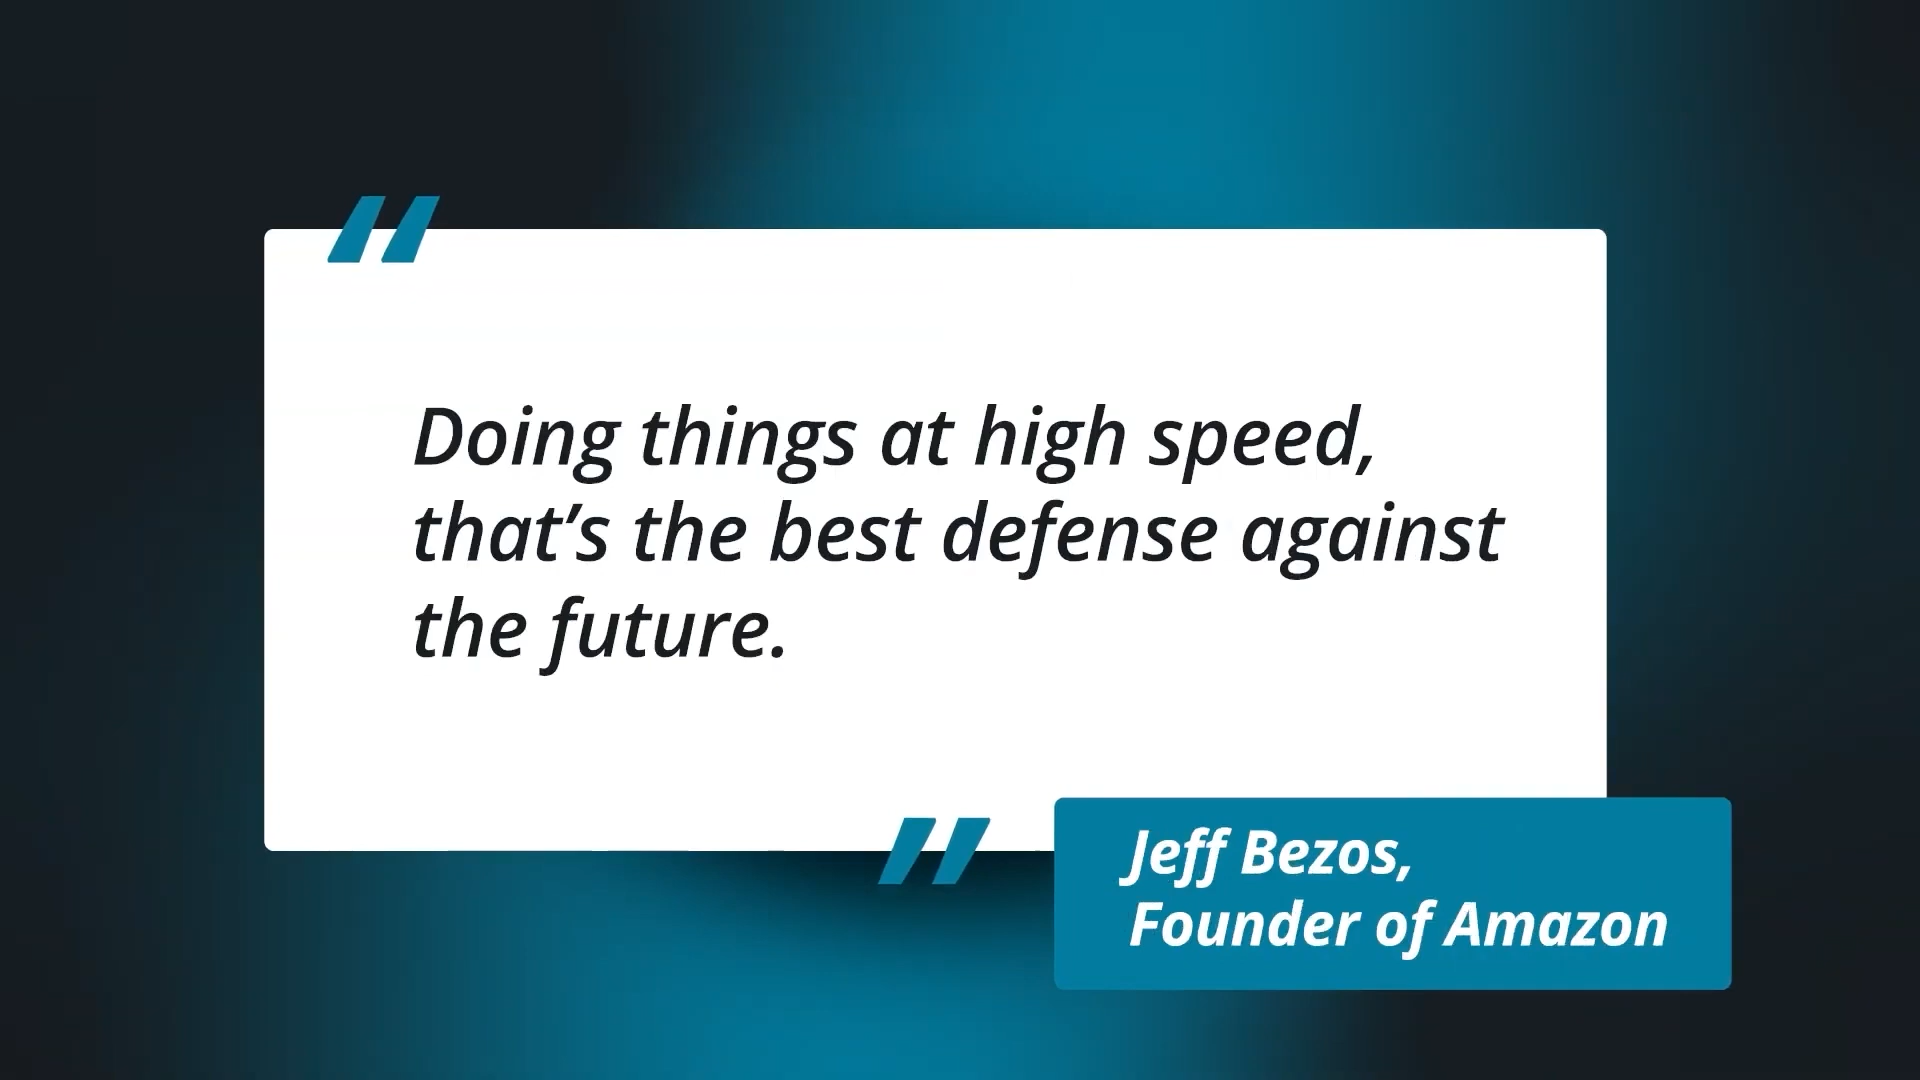 “
Doing things at high speed,
that’s the best defense against
the future.
”
Jeff Bezos,
Founder of Amazon